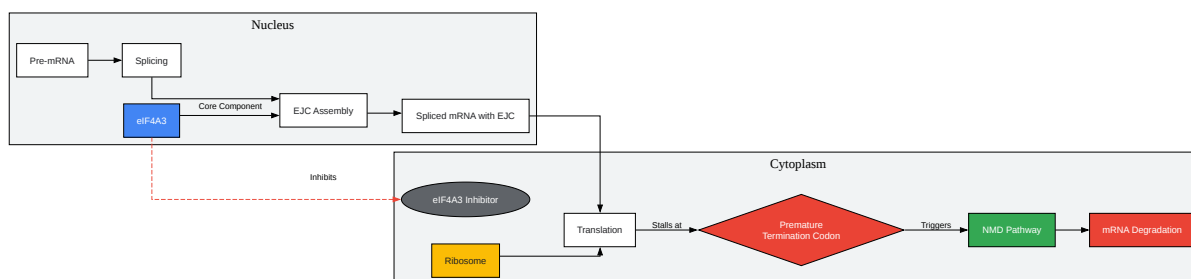 Nucleus
Pre-mRNA
Splicing
eIF4A3
Core Component
EJC Assembly
Spliced mRNA with EJC
Cytoplasm
Inhibits
eIF4A3 Inhibitor
Ribosome
Translation
Stalls at
Premature
Termination Codon
Triggers
NMD Pathway
mRNA Degradation